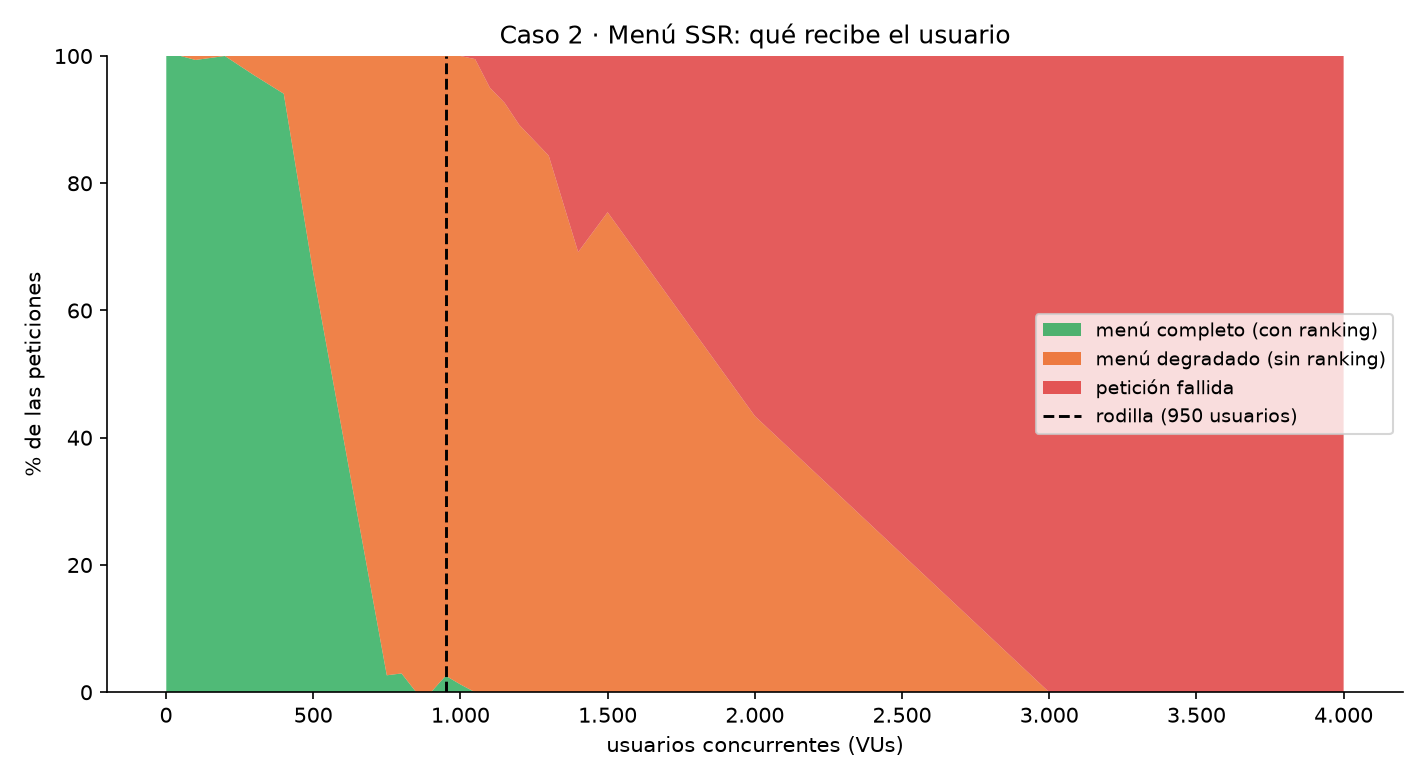 Caso 2 · Menú SSR: qué recibe el usuario
% de las peticiones
100
80
60
40
20
0
menú completo (con ranking)
menú degradado (sin ranking)
petición fallida
rodilla (950 usuarios)
0 500 1.000 1.500 2.000 2.500 3.000 3.500 4.000
usuarios concurrentes (VUs)